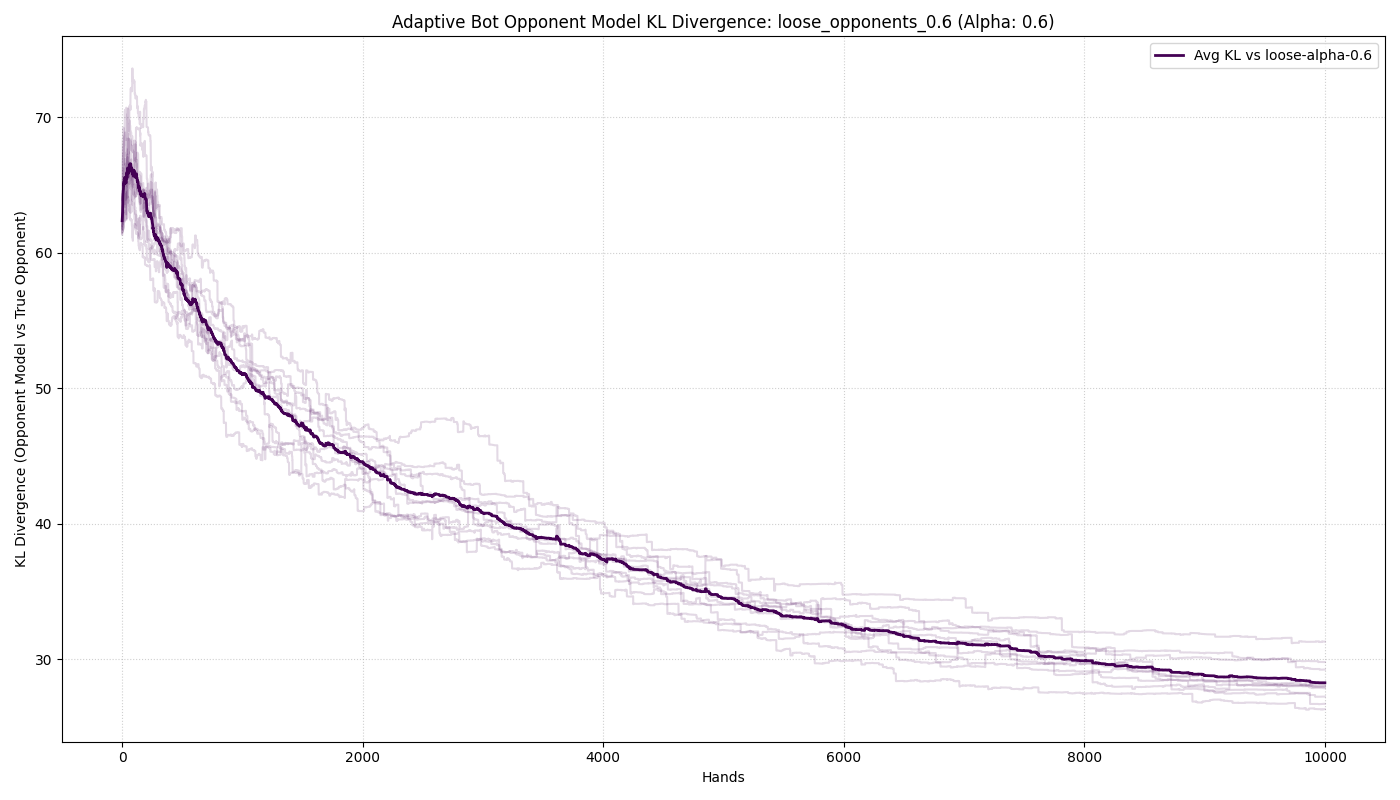 Adaptive Bot Opponent Model KL Divergence: loose_opponents_0.6 (Alpha: 0.6)
Avg KL vs loose-alpha-0.6
KL Divergence (Opponent Model vs True Opponent)
70
60
50
40
30
0
2000
4000
6000
8000
10000
Hands